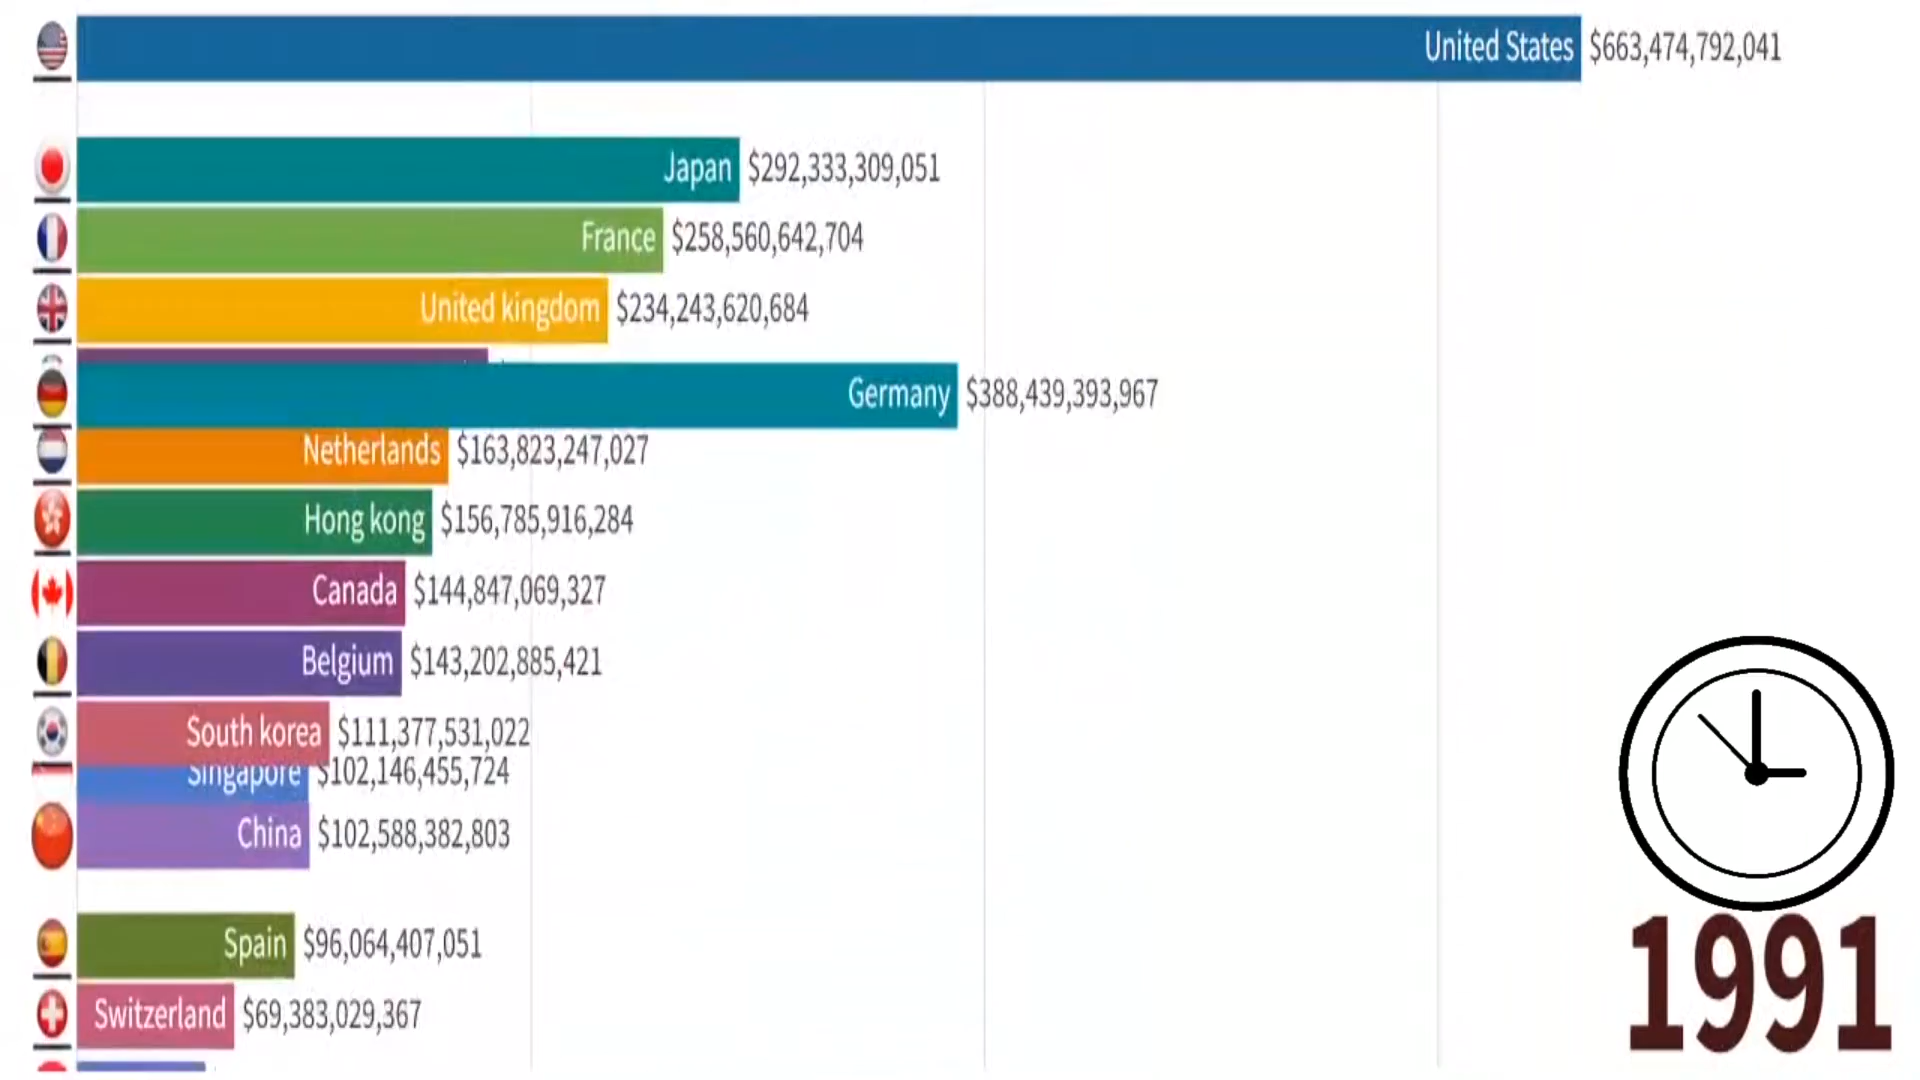 United States $663,474,792,041
Japan $292,333,309,051
France $258,560,642,704
United kingdom $234,243,620,684
Germany $388,439,393,967
Netherlands $163,823,247,027
Hong kong $156,785,916,284
Canada $144,847,069,327
Belgium $143,202,885,421
South korea $111,377,531,022
Singapore $102,146,455,724
China $102,588,382,803
Spain $96,064,407,051
Switzerland $69,383,029,367
1991